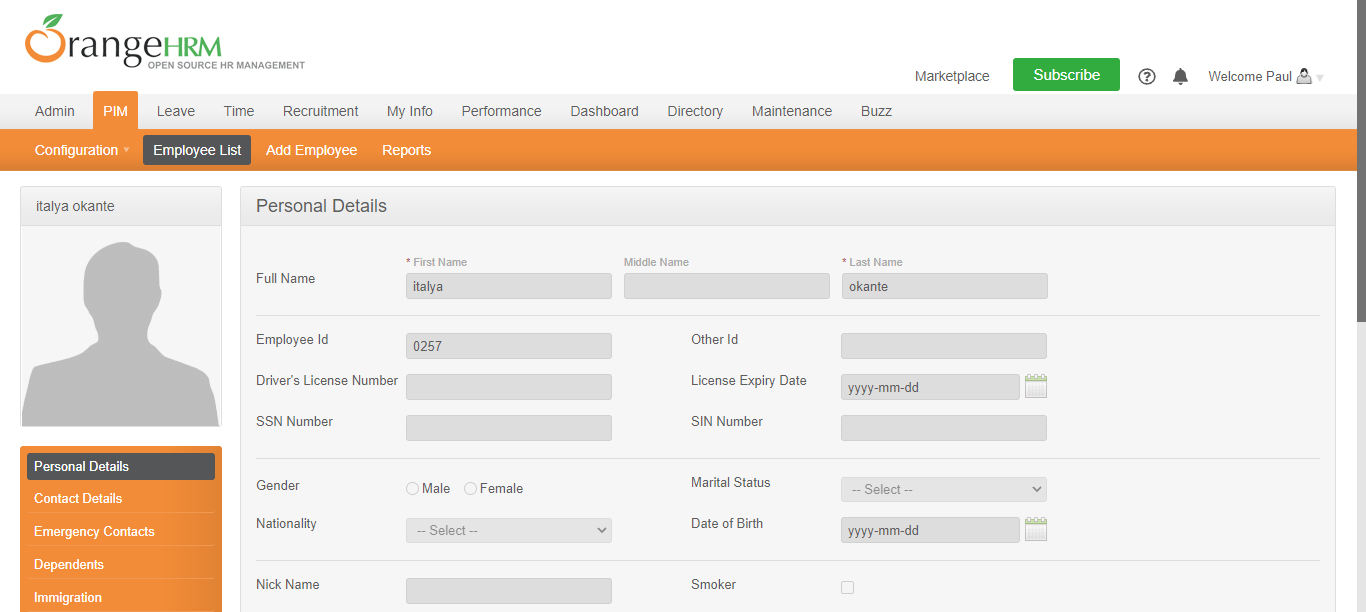 OrangeHRM
OPEN SOURCE HR MANAGEMENT
Marketplace Subscribe ? Welcome Paul
Admin PIM Leave Time Recruitment My Info Performance Dashboard Directory Maintenance Buzz
Configuration Employee List Add Employee Reports
italya okante
Personal Details
* First Name Middle Name * Last Name
Full Name italya okante
Employee Id 0257 Other Id
Driver's License Number License Expiry Date yyyy-mm-dd
SSN Number SIN Number
Gender Male Female Marital Status -- Select --
Nationality -- Select -- Date of Birth yyyy-mm-dd
Nick Name Smoker
Personal Details
Contact Details
Emergency Contacts
Dependents
Immigration